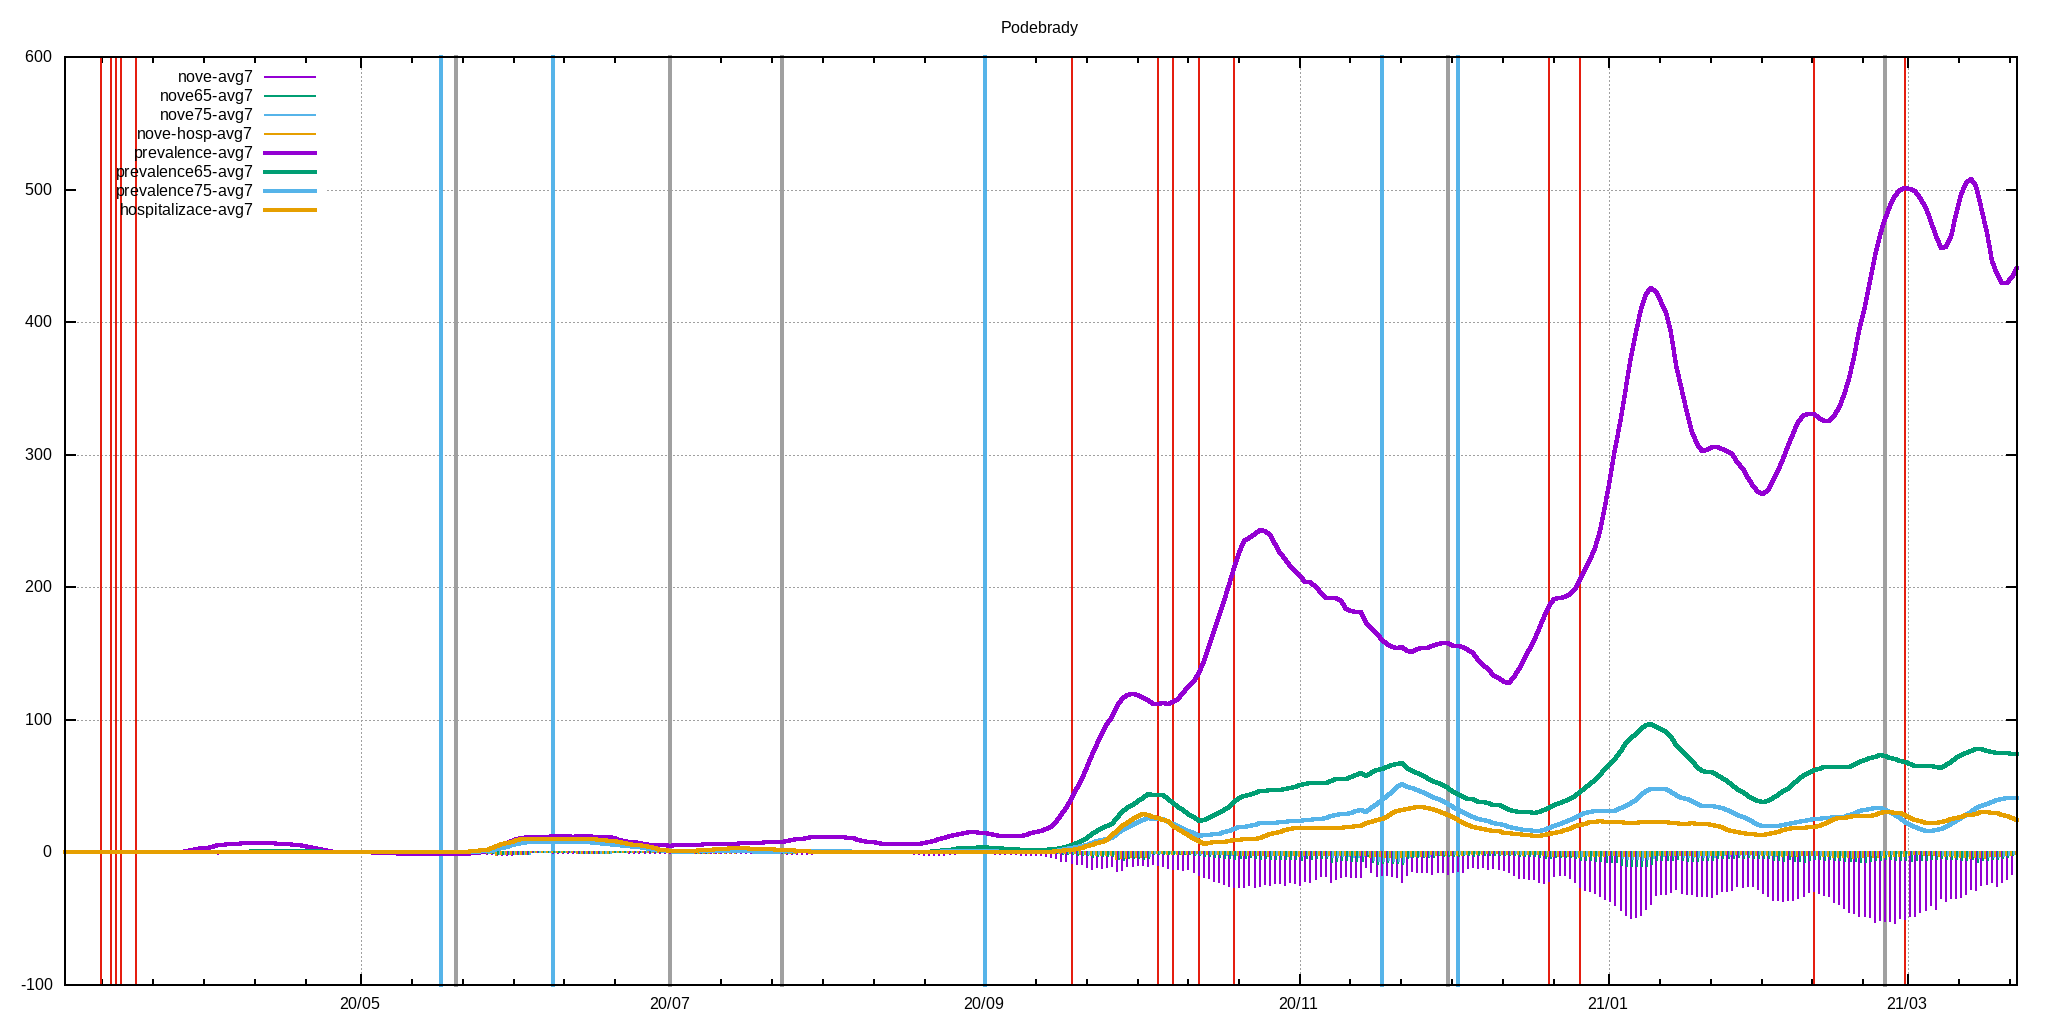 Podebrady
600
500
400
300
200
100
0
-100
nove-avg7
nove65-avg7
nove75-avg7
nove-hosp-avg7
prevalence-avg7
prevalence65-avg7
prevalence75-avg7
hospitalizace-avg7
20/05
20/07
20/09
20/11
21/01
21/03